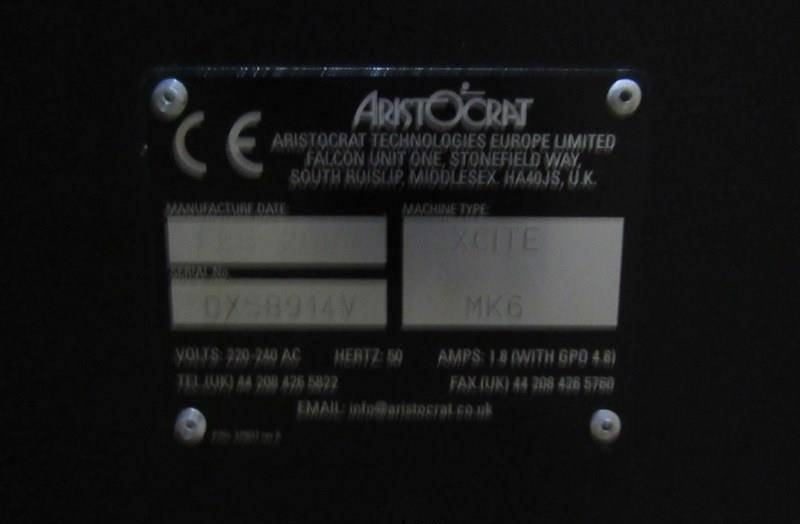 ARISTOCRAT
CE
ARISTOCRAT TECHNOLOGIES EUROPE LIMITED
FALCON UNIT ONE, STONEFIELD WAY,
SOUTH RUISLIP, MIDDLESEX. HA40JS, U.K.
MANUFACTURE DATE: MACHINE TYPE:
XCITE
SERIAL No.
MK6
VOLTS: 220-240 AC HERTZ: 50 AMPS: 1.8 (WITH GPO 4.8)
TEL.(UK) 44 208 426 5822 FAX (UK) 44 208 426 5760
EMAIL: info@aristocrat.co.uk